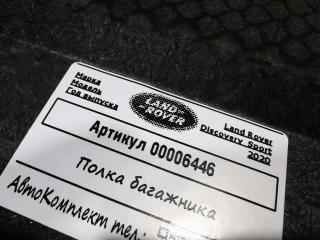 Марка
Модель
Год выпуска
LAND
ROVER
Land Rover
Discovery Sport
2020
Артикул 00006446
Полка багажника
АвтоКомплект тел.: